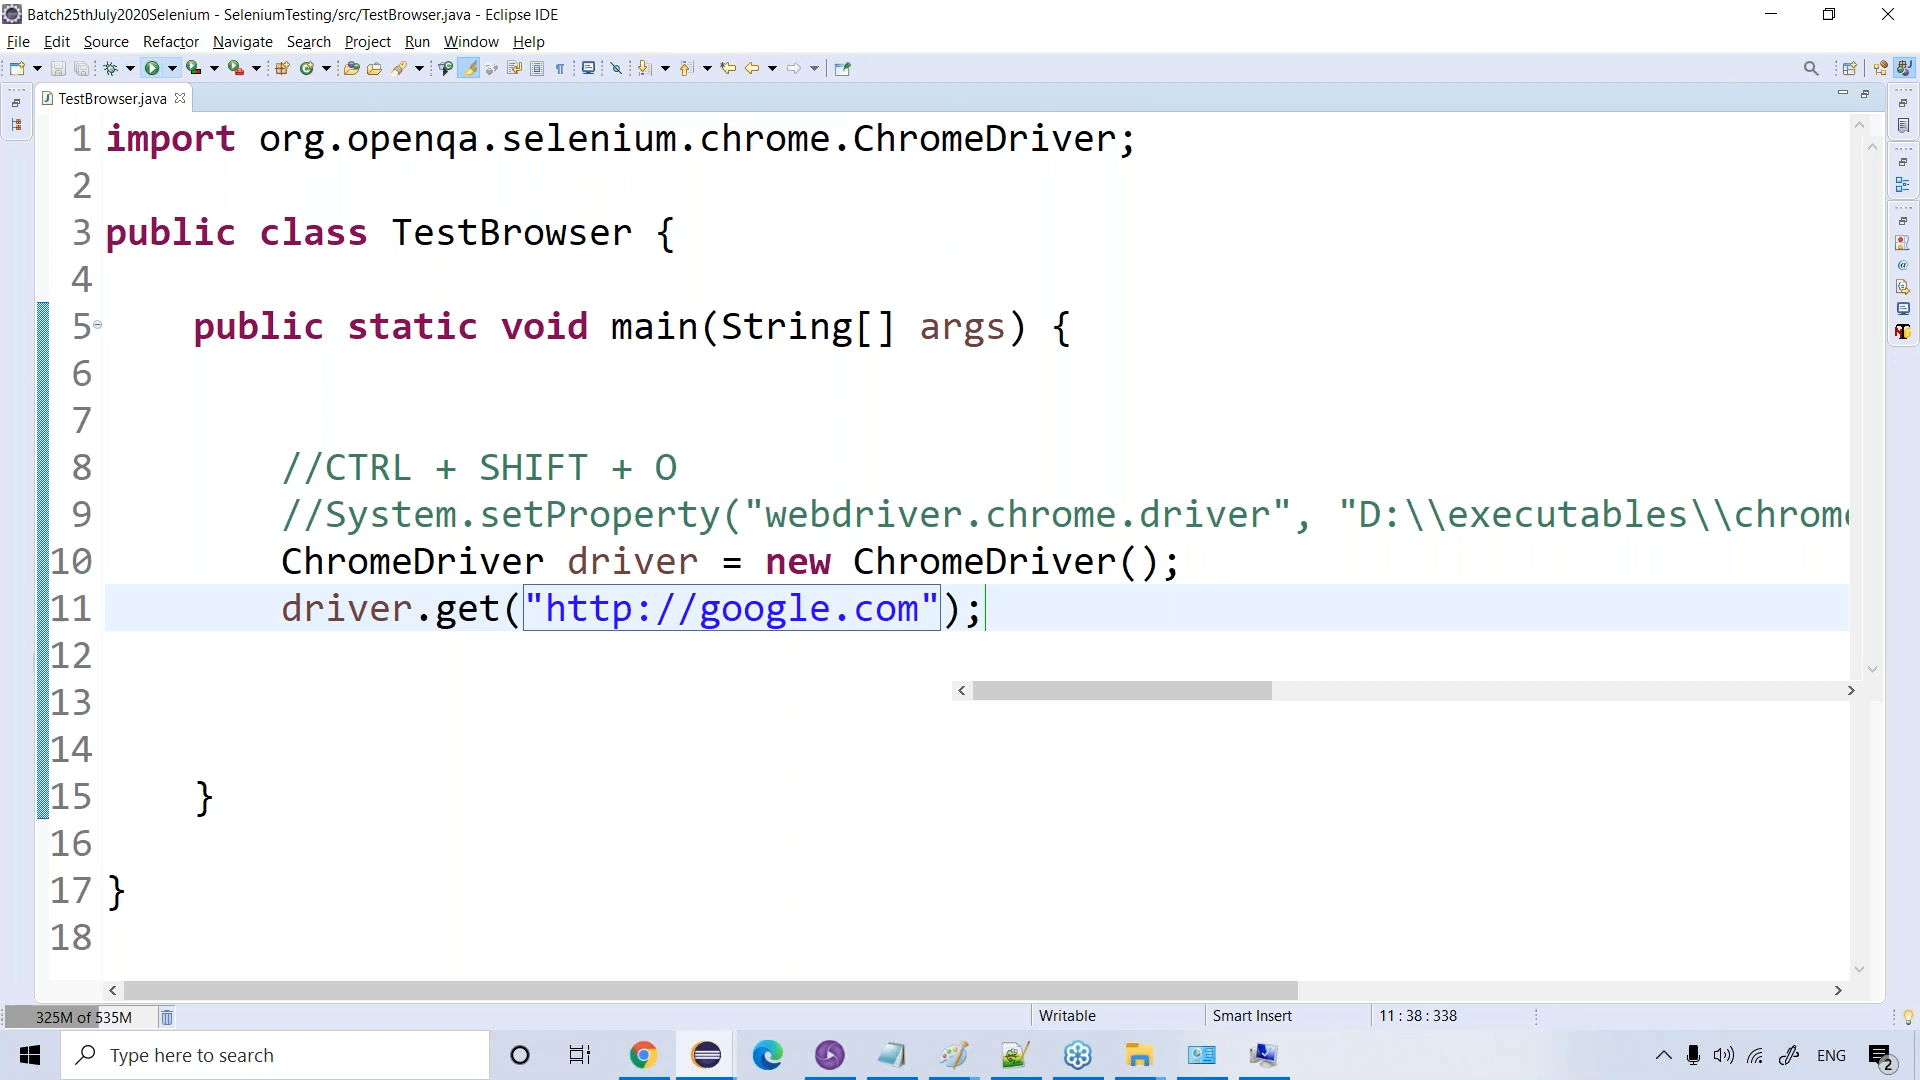 Batch25thJuly2020Selenium - SeleniumTesting/src/TestBrowser.java - Eclipse IDE
File Edit Source Refactor Navigate Search Project Run Window Help
TestBrowser.java
1 import org.openqa.selenium.chrome.ChromeDriver;
2
3 public class TestBrowser {
4
5 public static void main(String[] args) {
6
7
8 //CTRL + SHIFT + O
9 //System.setProperty("webdriver.chrome.driver", "D:\\executables\\chrome
10 ChromeDriver driver = new ChromeDriver();
11 driver.get("http://google.com");
12
13
14
15 }
16
17 }
18
325M of 535M Writable Smart Insert 11 : 38 : 338
Type here to search ENG 2